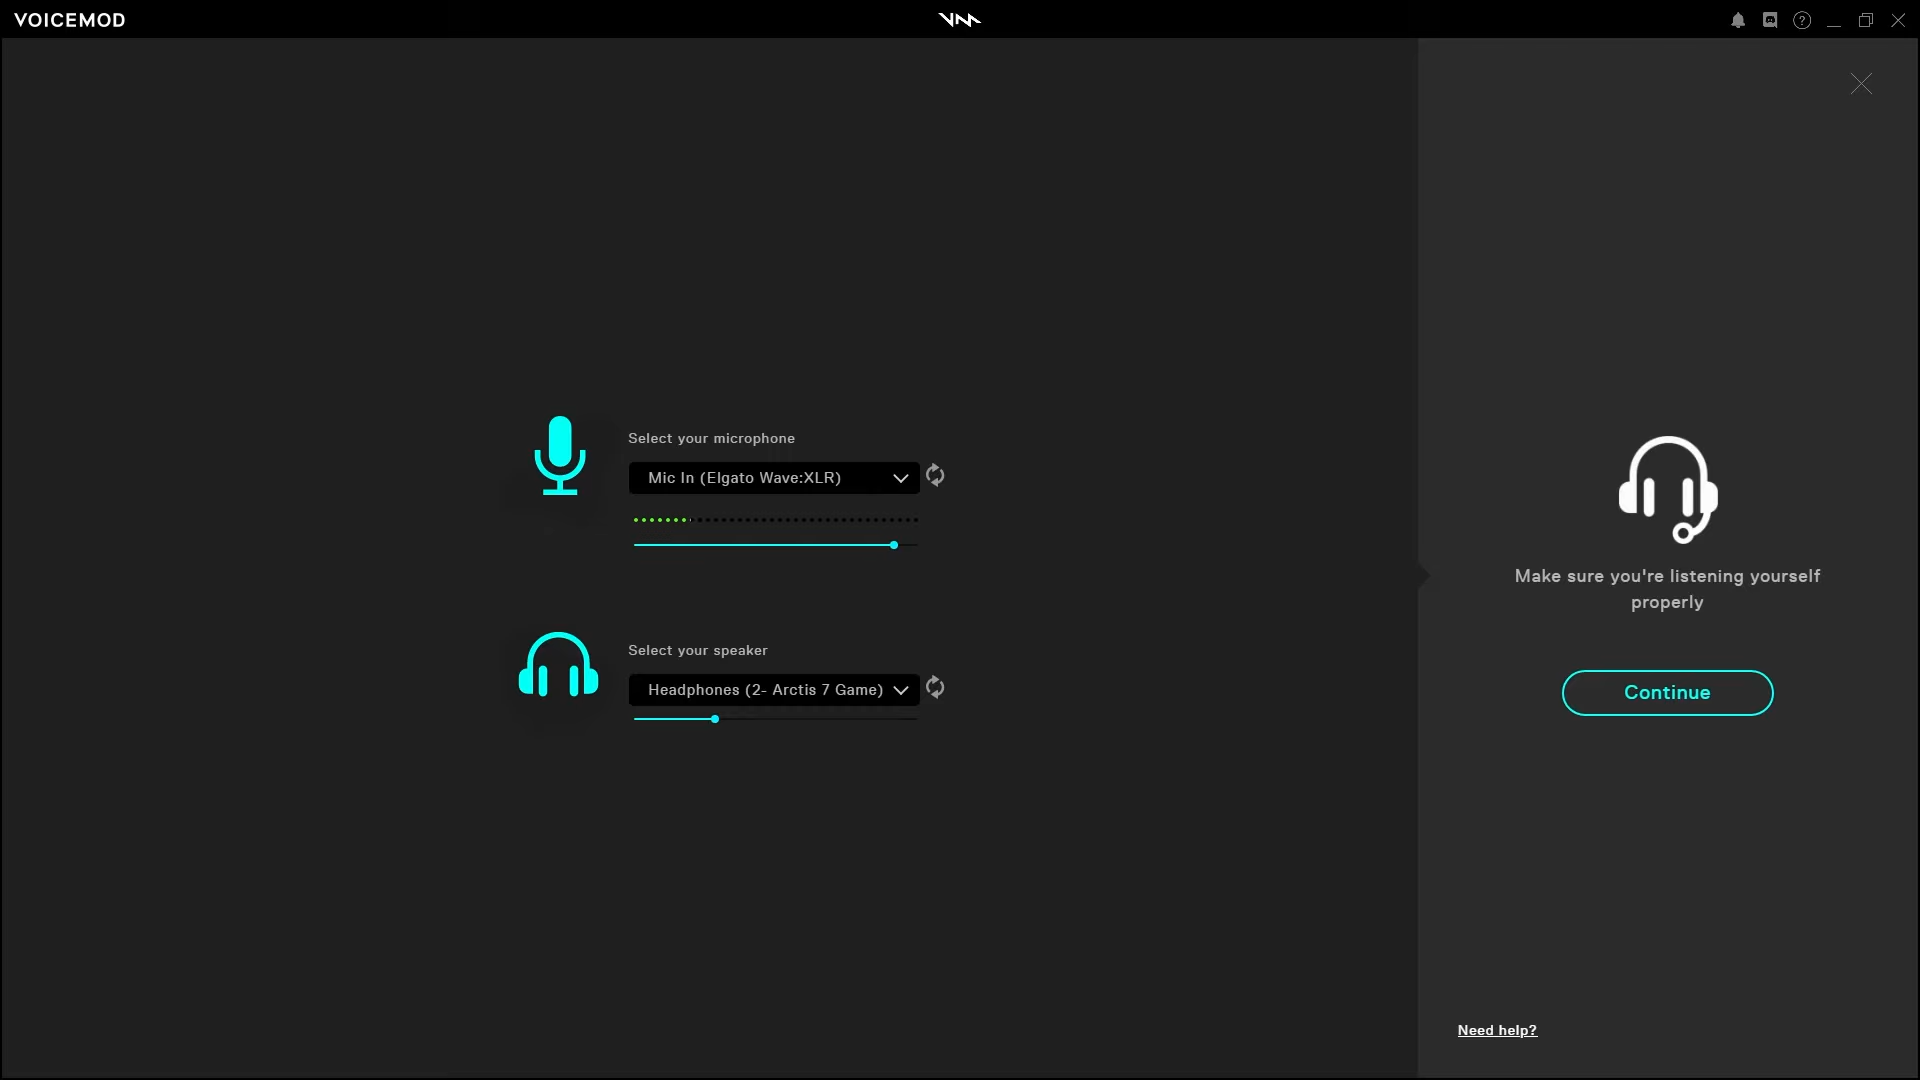 VOICEMOD
Select your microphone
Mic In (Elgato Wave:XLR)
Select your speaker
Headphones (2- Arctis 7 Game)
Make sure you're listening yourself
properly
Continue
Need help?